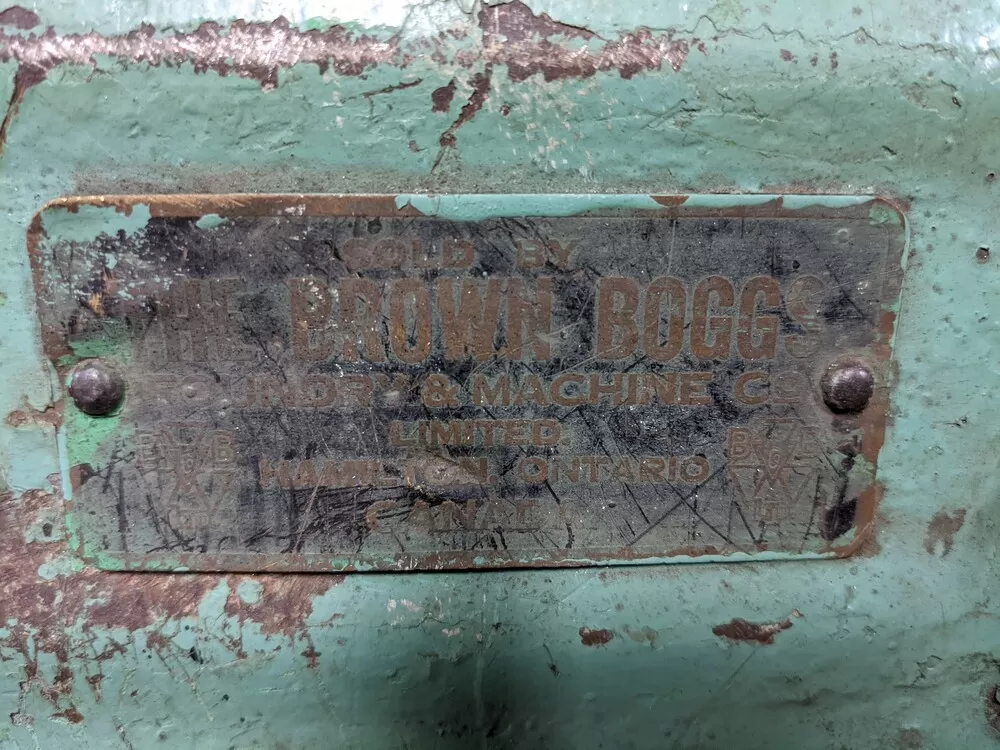 SOLD BY
THE BROWN BOGGS
FOUNDRY & MACHINE CO
LIMITED
HAMILTON, ONTARIO
CANADA